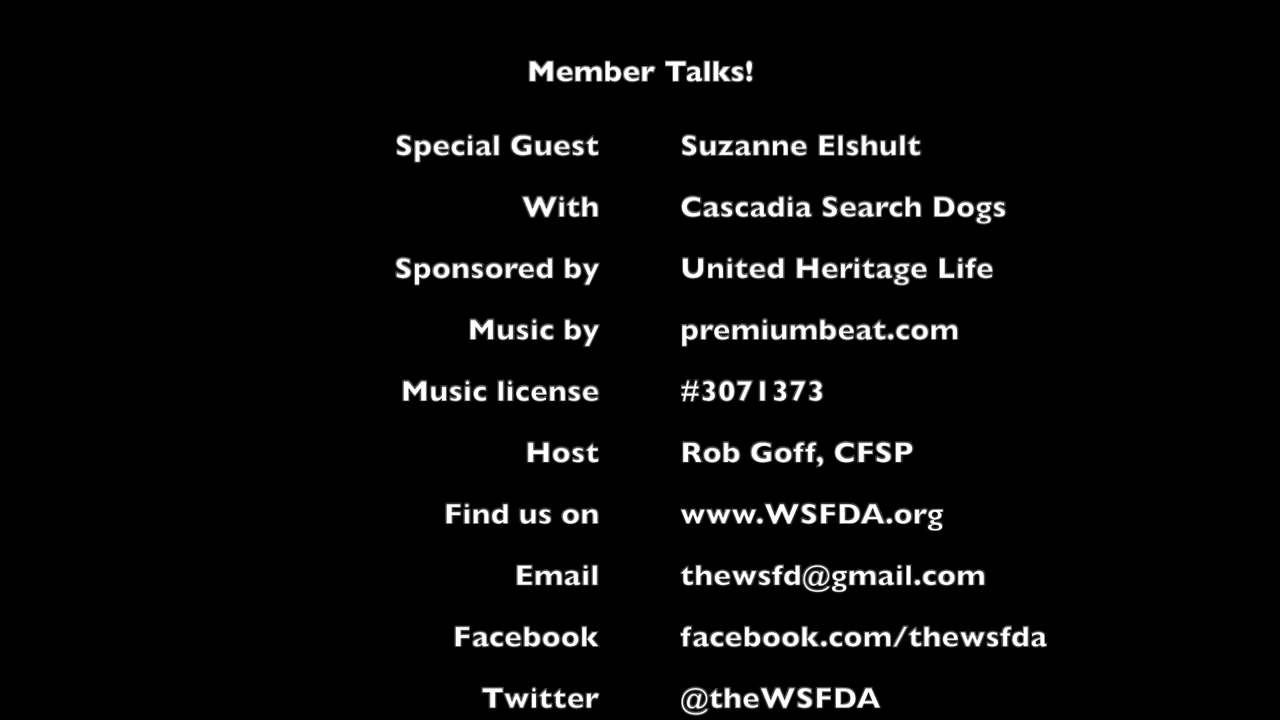 Member Talks!
Special Guest Suzanne Elshult
With Cascadia Search Dogs
Sponsored by United Heritage Life
Music by premiumbeat.com
Music license #3071373
Host Rob Goff, CFSP
Find us on www.WSFDA.org
Email thewsfd@gmail.com
Facebook facebook.com/thewsfda
Twitter @theWSFDA